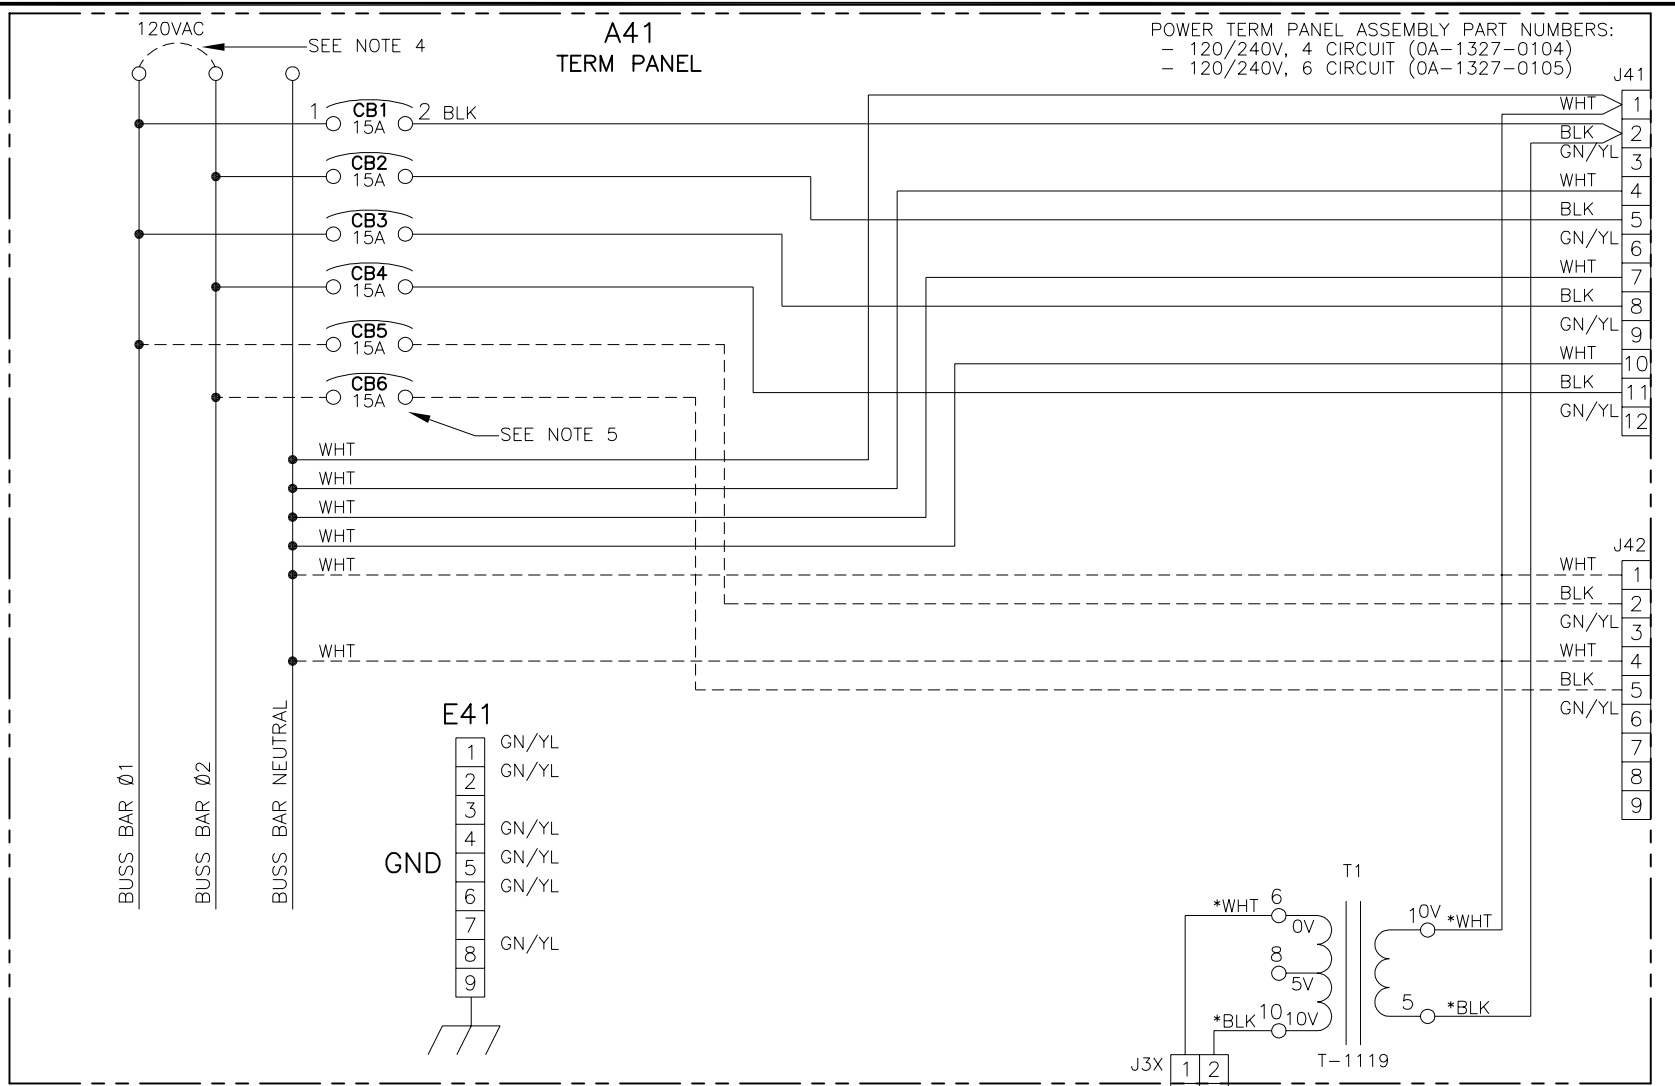 120VAC
SEE NOTE 4
A41
TERM PANEL
POWER TERM PANEL ASSEMBLY PART NUMBERS:
- 120/240V, 4 CIRCUIT (0A-1327-0104)
- 120/240V, 6 CIRCUIT (0A-1327-0105)
J41
1 CB1 2 BLK
15A
CB2
15A
CB3
15A
CB4
15A
CB5
15A
CB6
15A
SEE NOTE 5
WHT 1
BLK 2
GN/YL 3
WHT 4
BLK 5
GN/YL 6
WHT 7
BLK 8
GN/YL 9
WHT 10
BLK 11
GN/YL 12
WHT
WHT
WHT
WHT
WHT
WHT
J42
WHT 1
BLK 2
GN/YL 3
WHT 4
BLK 5
GN/YL 6
7
8
9
BUSS BAR Ø1
BUSS BAR Ø2
BUSS BAR NEUTRAL
E41
GND
1 GN/YL
2 GN/YL
3
4 GN/YL
5 GN/YL
6 GN/YL
7
8 GN/YL
9
T1
*WHT 6
0V
8
5V
*BLK 10 10V
1 0V *WHT
5 *BLK
T-1119
J3X 1 2